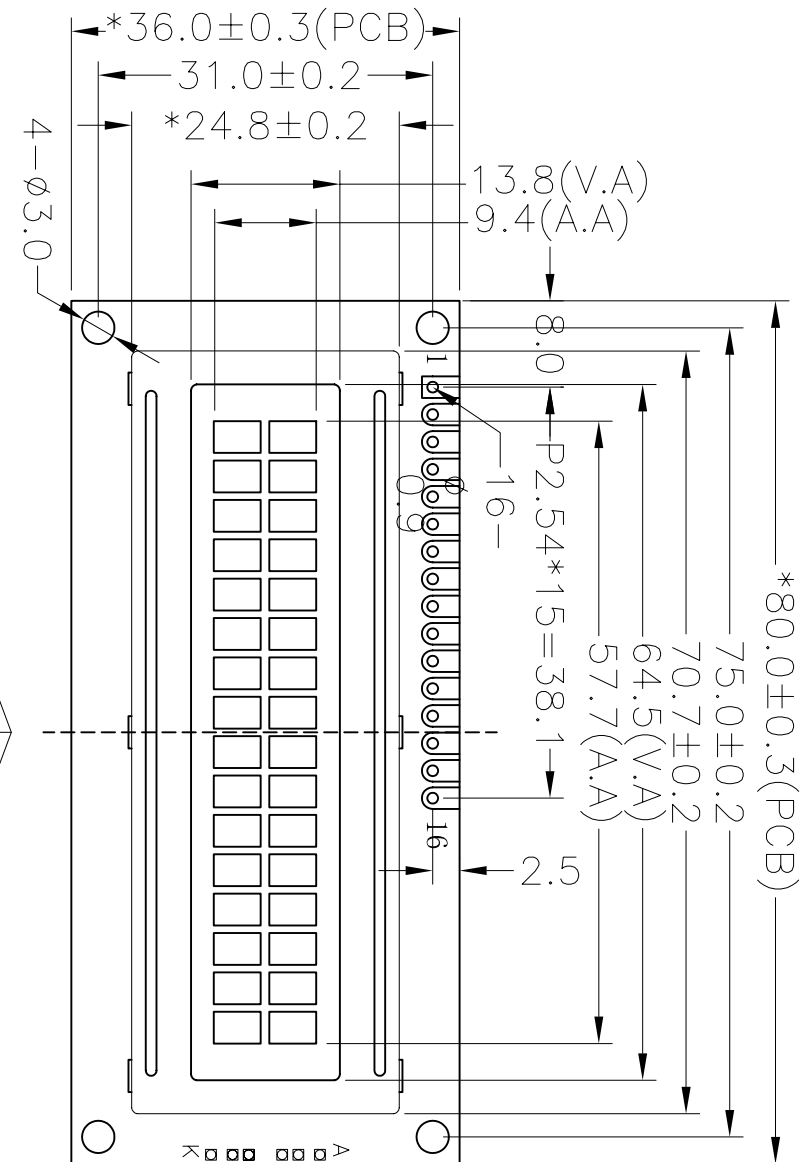 *36.0±0.3(PCB)
31.0±0.2
*24.8±0.2
13.8(V.A)
9.4(A.A)
4-ø3.0
8.0
1
P2.54*15=38.1
16-
ø
0.9
*80.0±0.3(PCB)
75.0±0.2
70.7±0.2
64.5(V.A)
57.7(A.A)
16
2.5
K
A